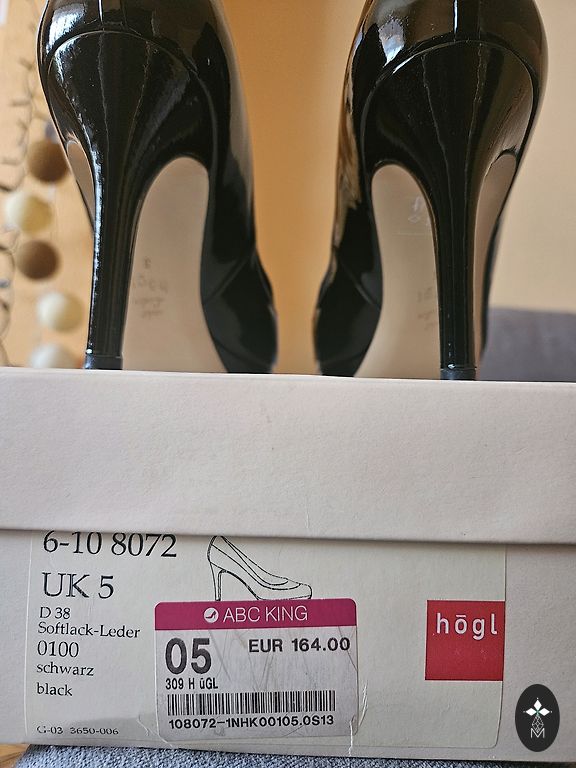 6-10 8072
UK 5
D 38
Softlack-Leder
0100
schwarz
black
G-03 3650-006
ABC KING
05 EUR 164.00
309 H ûGL
108072-1NHK00105.0S13
högl
M